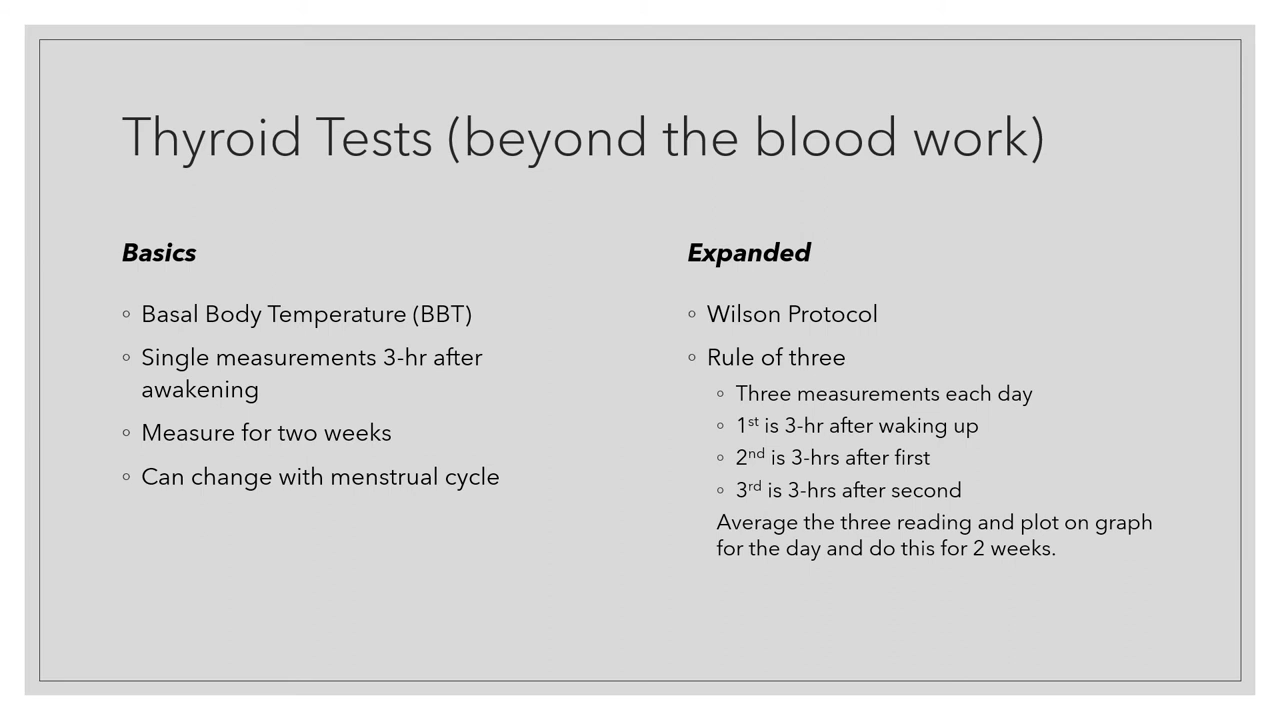 Thyroid Tests (beyond the blood work)
Basics
◦ Basal Body Temperature (BBT)
◦ Single measurements 3-hr after
awakening
◦ Measure for two weeks
◦ Can change with menstrual cycle
Expanded
◦ Wilson Protocol
◦ Rule of three
◦ Three measurements each day
◦ 1st is 3-hr after waking up
◦ 2nd is 3-hrs after first
◦ 3rd is 3-hrs after second
Average the three reading and plot on graph
for the day and do this for 2 weeks.